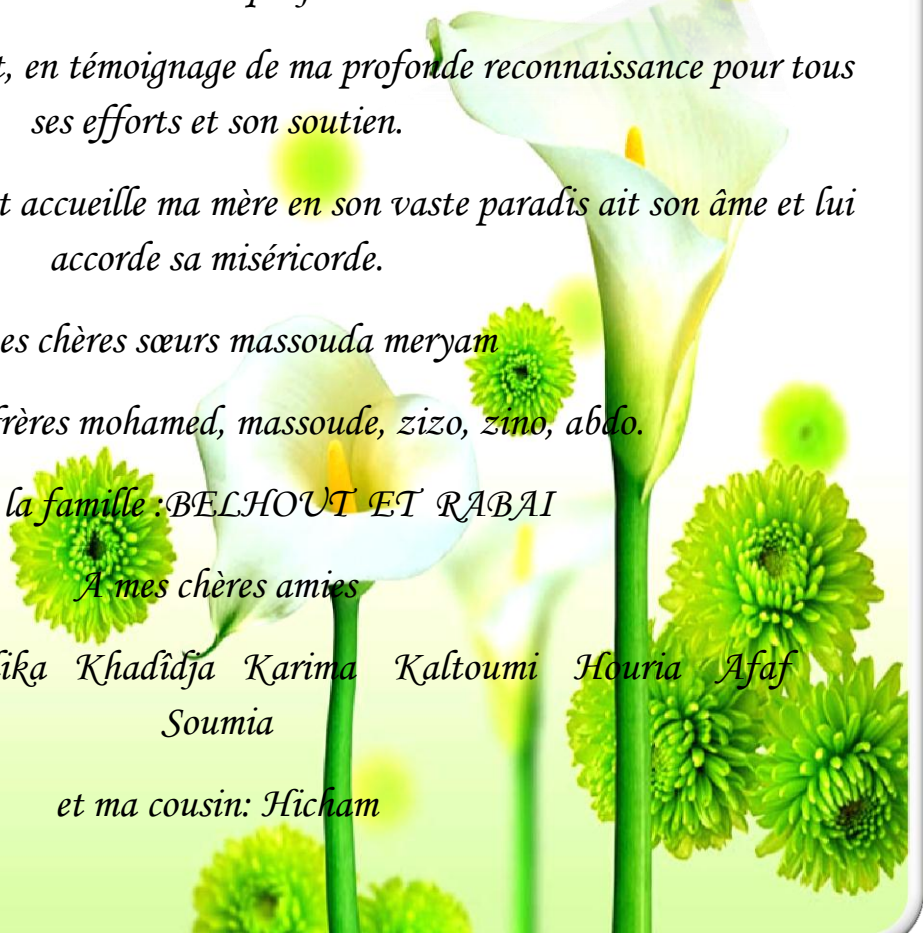 , en témoignage de ma profonde reconnaissance pour tous
ses efforts et son soutien.
accueille ma mère en son vaste paradis ait son âme et lui
accorde sa miséricorde.
es chères sœurs massouda meryam
frères mohamed, massoude, zizo, zino, abdo.
la famille :BELHOUT ET RABAI
A mes chères amies
Khadîdja Karima Kaltoumi Houria Afaf
Soumia
et ma cousin: Hicham